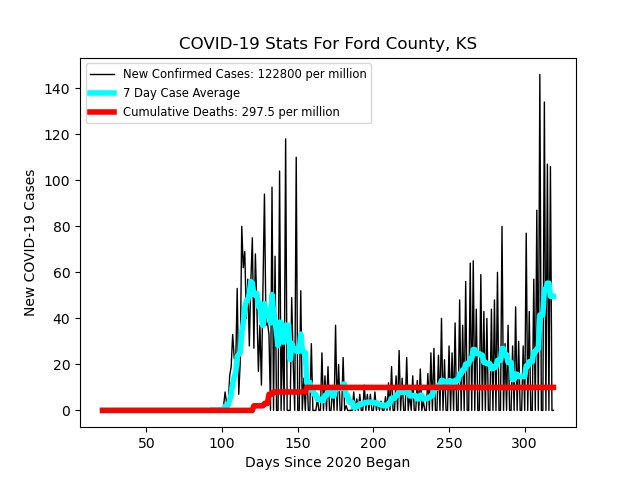 COVID-19 Stats For Ford County, KS
New Confirmed Cases: 122800 per million
7 Day Case Average
Cumulative Deaths: 297.5 per million
New COVID-19 Cases
140
120
100
80
60
40
20
0
50 100 150 200 250 300
Days Since 2020 Began